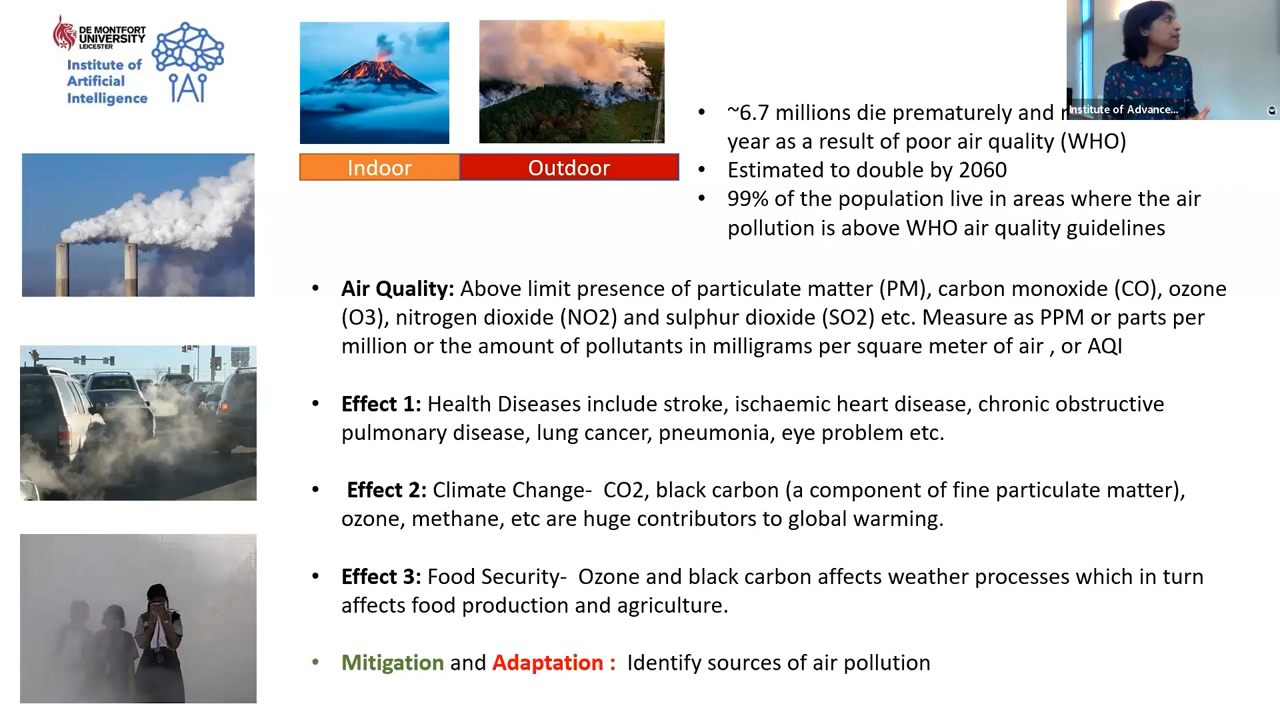 DE MONTFORT
UNIVERSITY
LEICESTER
Institute of
Artificial
Intelligence
IAI
Indoor
Outdoor
• ~6.7 millions die prematurely and
year as a result of poor air quality (WHO)
• Estimated to double by 2060
• 99% of the population live in areas where the air
pollution is above WHO air quality guidelines
Institute of Advance...
• Air Quality: Above limit presence of particulate matter (PM), carbon monoxide (CO), ozone
(O3), nitrogen dioxide (NO2) and sulphur dioxide (SO2) etc. Measure as PPM or parts per
million or the amount of pollutants in milligrams per square meter of air , or AQI
• Effect 1: Health Diseases include stroke, ischaemic heart disease, chronic obstructive
pulmonary disease, lung cancer, pneumonia, eye problem etc.
• Effect 2: Climate Change- CO2, black carbon (a component of fine particulate matter),
ozone, methane, etc are huge contributors to global warming.
• Effect 3: Food Security- Ozone and black carbon affects weather processes which in turn
affects food production and agriculture.
• Mitigation and Adaptation : Identify sources of air pollution